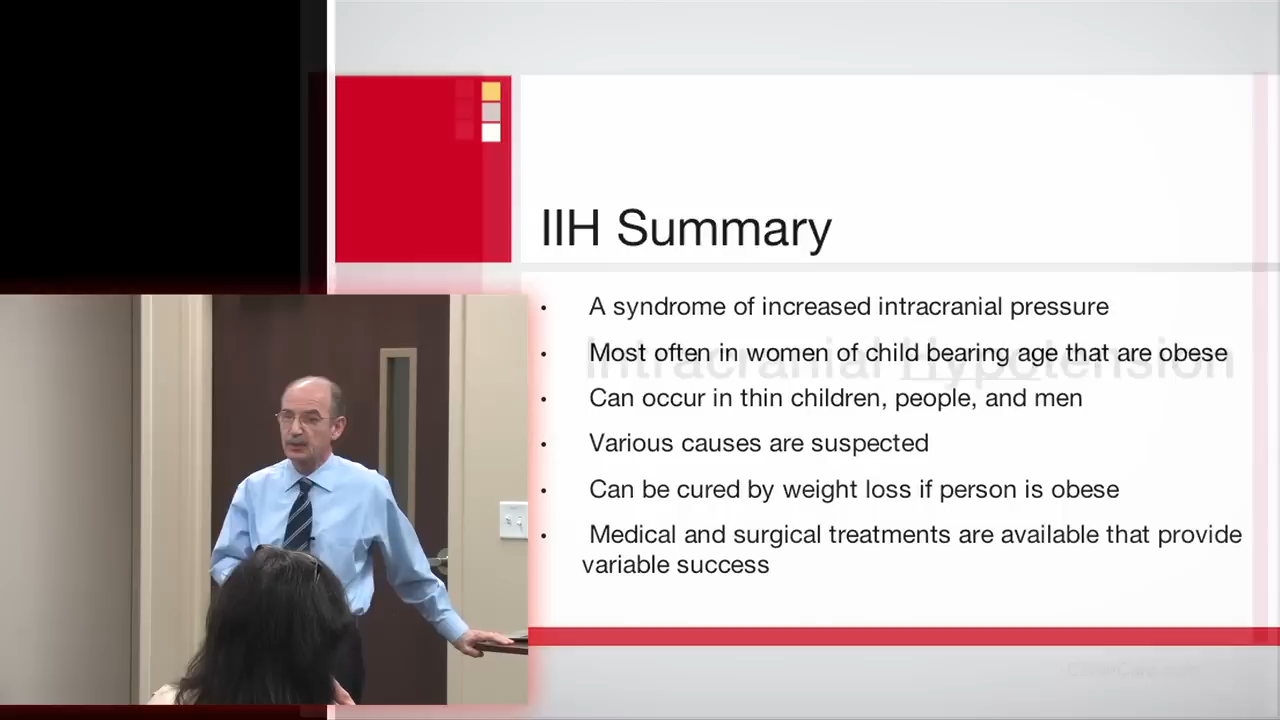 IIH Summary
• A syndrome of increased intracranial pressure
• Most often in women of child bearing age that are obese
Intracranial Hypotension
• Can occur in thin children, people, and men
• Various causes are suspected
• Can be cured by weight loss if person is obese
• Medical and surgical treatments are available that provide
variable success